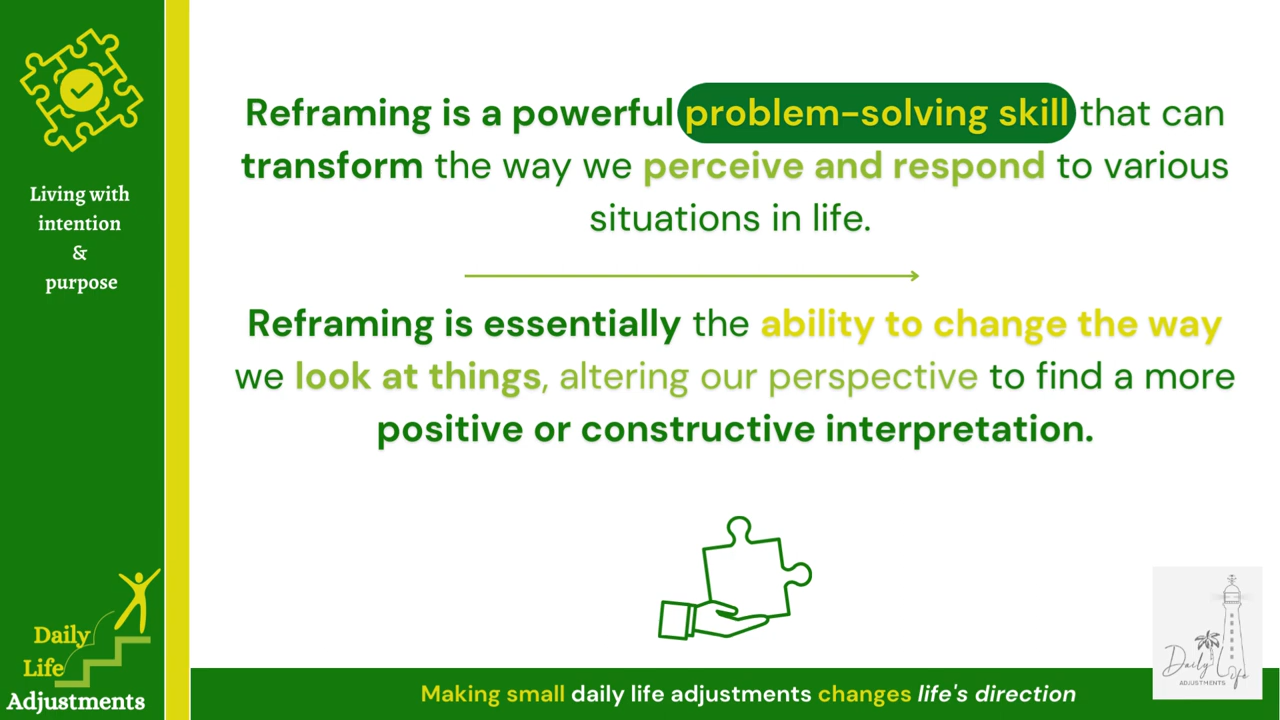 Living with
intention
&
purpose
Reframing is a powerful problem-solving skill that can
transform the way we perceive and respond to various
situations in life.
Reframing is essentially the ability to change the way
we look at things, altering our perspective to find a more
positive or constructive interpretation.
Daily
Life
Adjustments
Daily Life
ADJUSTMENTS
Making small daily life adjustments changes life's direction